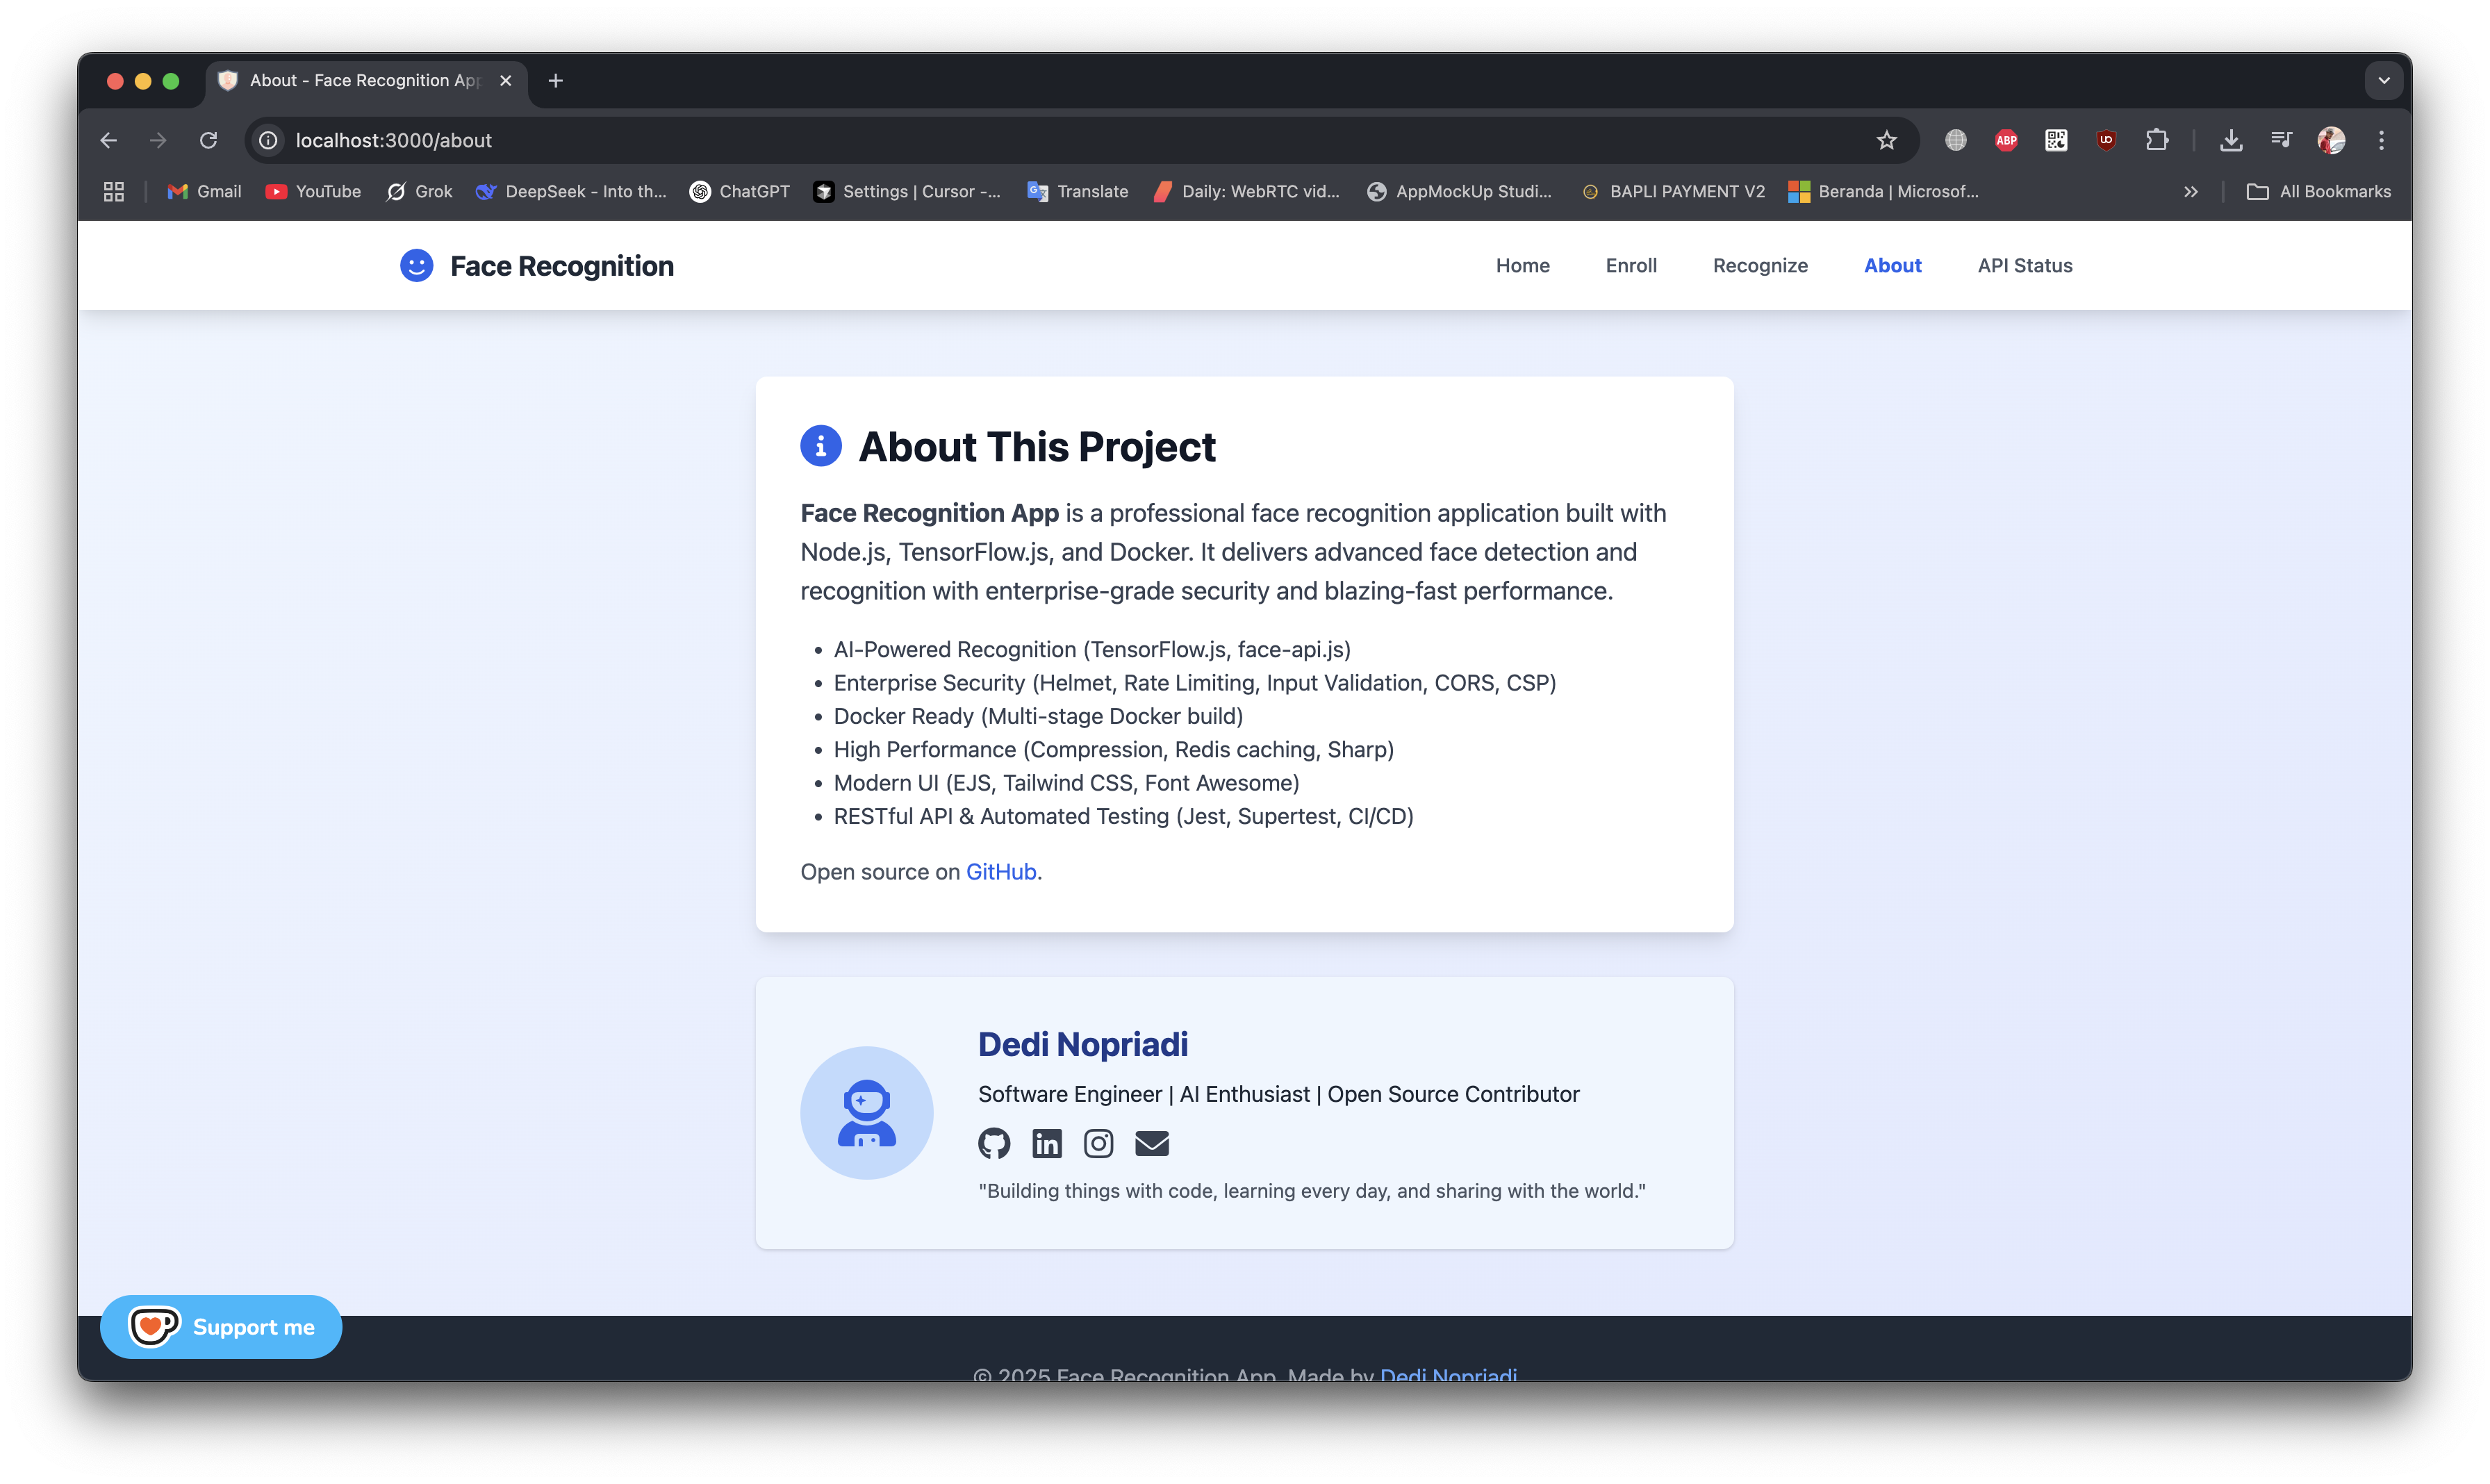 About - Face Recognition App
localhost:3000/about
ABP
Gmail
YouTube
Grok
DeepSeek - Into th...
ChatGPT
Settings | Cursor -...
Translate
Daily: WebRTC vid...
AppMockUp Studi...
BAPLI PAYMENT V2
Beranda | Microsof...
All Bookmarks
Face Recognition
Home
Enroll
Recognize
About
API Status
About This Project
Face Recognition App is a professional face recognition application built with
Node.js, TensorFlow.js, and Docker. It delivers advanced face detection and
recognition with enterprise-grade security and blazing-fast performance.
• AI-Powered Recognition (TensorFlow.js, face-api.js)
• Enterprise Security (Helmet, Rate Limiting, Input Validation, CORS, CSP)
• Docker Ready (Multi-stage Docker build)
• High Performance (Compression, Redis caching, Sharp)
• Modern UI (EJS, Tailwind CSS, Font Awesome)
• RESTful API & Automated Testing (Jest, Supertest, CI/CD)
Open source on GitHub.
Dedi Nopriadi
Software Engineer | AI Enthusiast | Open Source Contributor
"Building things with code, learning every day, and sharing with the world."
Support me
© 2025 Face Recognition App. Made by Dedi Nopriadi